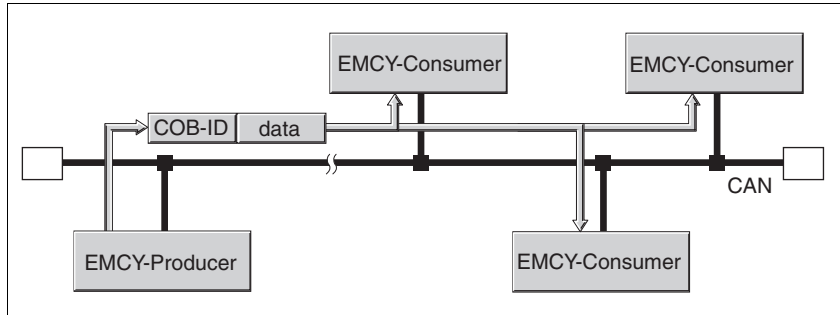 EMCY-Consumer
EMCY-Consumer
COB-ID
data
CAN
EMCY-Producer
EMCY-Consumer